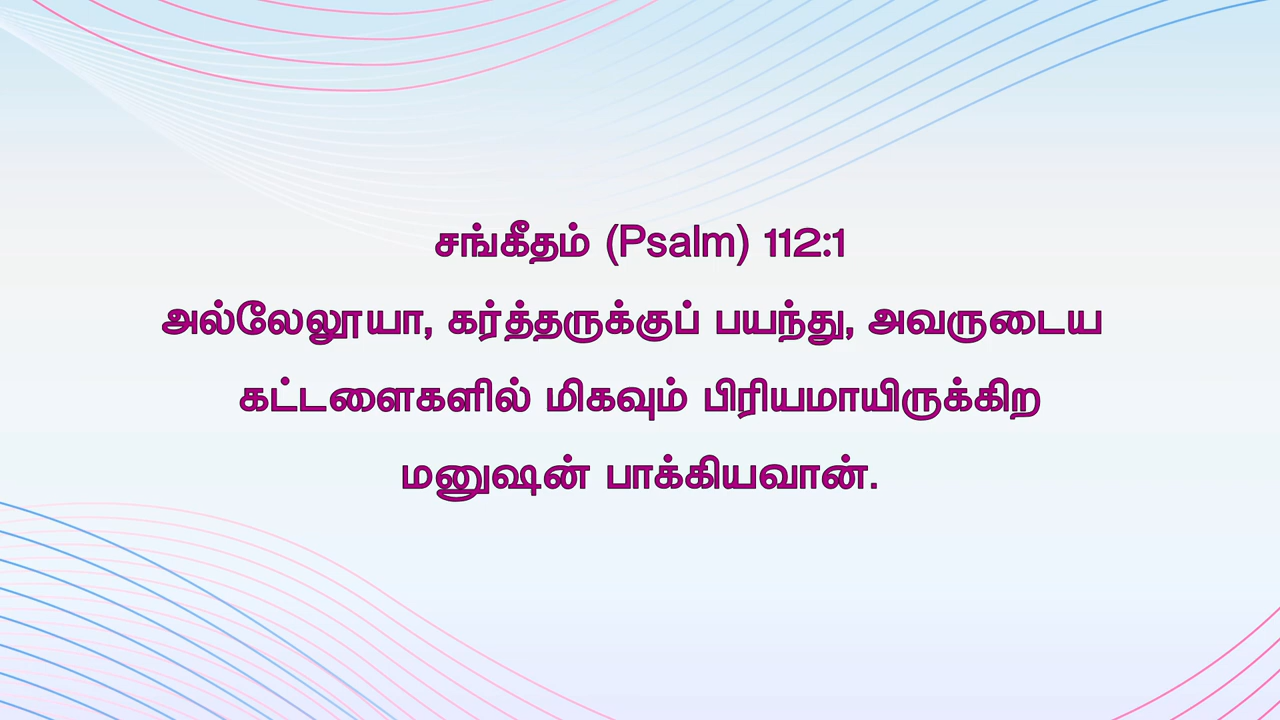 சங்கீதம் (Psalm) 112:1
அல்லேலூயா, கர்த்தருக்குப் பயந்து, அவருடைய
கட்டளைகளில் மிகவும் பிரியமாயிருக்கிற
மனுஷன் பாக்கியவான்.